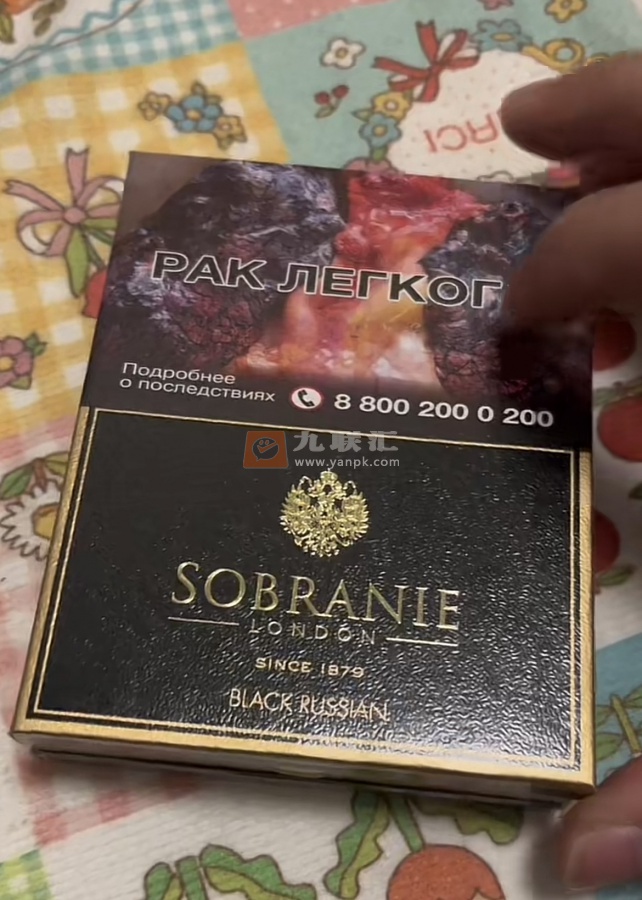 MERCI
РАК ЛЕГКОГ
Подробнее
о последствиях
8 800 200 0 200
九联汇
www.yanpk.com
SOBRANIE
LONDON
SINCE 1879
BLACK RUSSIAN